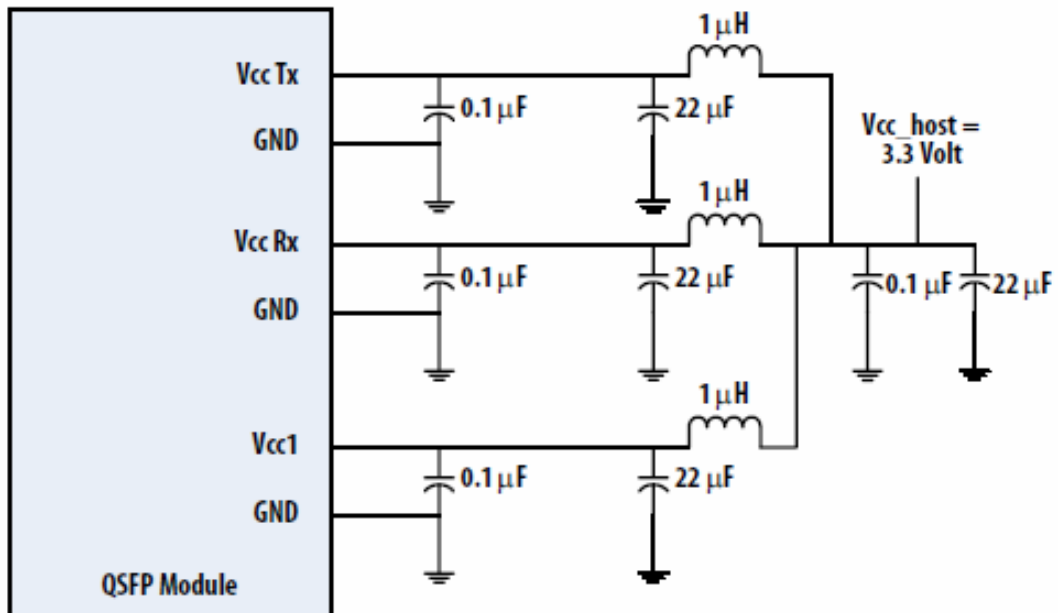 1 μH
Vcc Tx
0.1 μF
22 μF
GND
Vcc_host =
3.3 Volt
1 μH
Vcc Rx
0.1 μF
22 μF
0.1 μF
22 μF
GND
1 μH
Vcc1
0.1 μF
22 μF
GND
QSFP Module